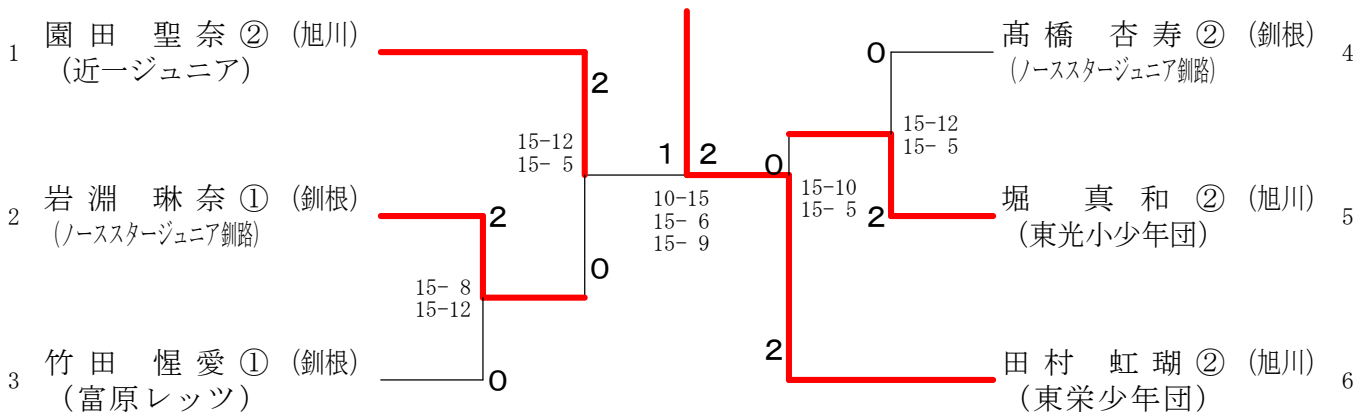 1 園田 聖奈② (旭川)
(近一ジュニア)
2
15-12
15- 5
2 岩淵 琳奈① (釧根)
(ノーススタージュニア釧路)
2
0
15- 8
15-12
3 竹田 惺愛① (釧根)
(富原レッツ)
0
1 2
10-15
15- 6
15- 9
髙橋 杏寿② (釧根) 4
(ノーススタージュニア釧路)
0
15-12
15- 5
0
15-10
15- 5
2
堀 真和② (旭川) 5
(東光小少年団)
2
田村 虹瑚② (旭川) 6
(東栄少年団)